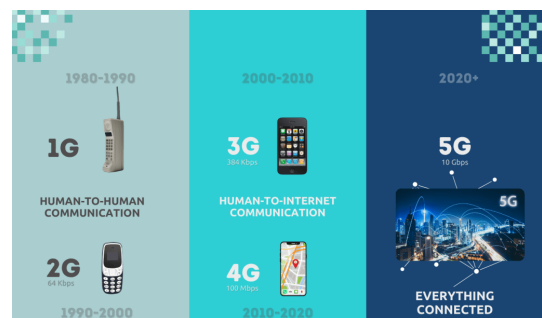 1980-1990
1G
HUMAN-TO-HUMAN
COMMUNICATION
2G
64 Kbps
1990-2000
2000-2010
3G
384 Kbps
HUMAN-TO-INTERNET
COMMUNICATION
4G
100 Mbps
2010-2020
2020+
5G
10 Gbps
5G
EVERYTHING
CONNECTED